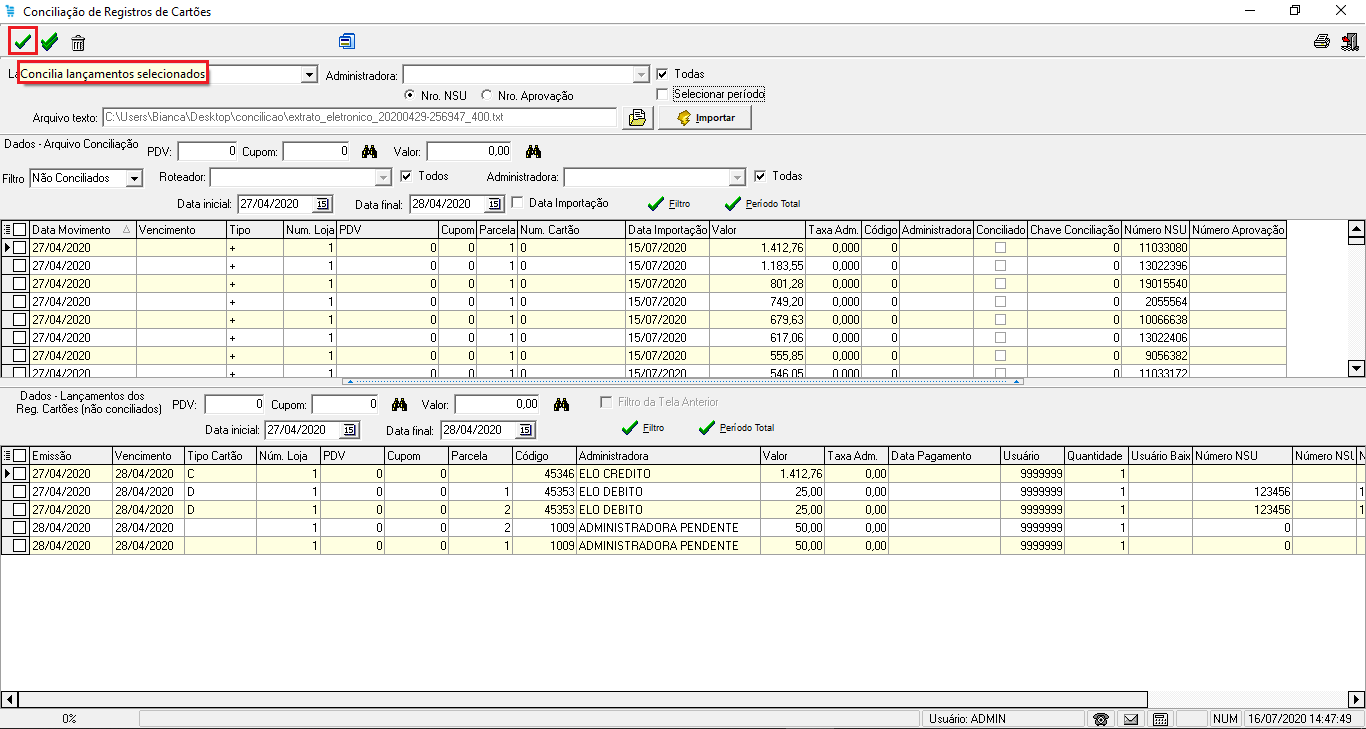 Conciliação de Registros de Cartões
Concilia lançamentos selecionados
Administradora: Todas
Nro. NSU Nro. Aprovação Selecionar período
Arquivo texto: C:\Users\Bianca\Desktop\concilicao\extrato_eletronico_20200429-256947_400.txt Importar
Dados - Arquivo Conciliação PDV: 0 Cupom: 0 Valor: 0,00
Filtro Não Conciliados Roteador: Todos Administradora: Todas
Data inicial: 27/04/2020 15 Data final: 28/04/2020 15 Data Importação Filtro Período Total
Data Movimento Vencimento Tipo Num. Loja PDV Cupom Parcela Num. Cartão Data Importação Valor Taxa Adm. Código Administradora Conciliado Chave Conciliação Número NSU Número Aprovação
27/04/2020 + 1 0 0 1 0 15/07/2020 1.412,76 0,000 0 0 11033080
27/04/2020 + 1 0 0 1 0 15/07/2020 1.183,55 0,000 0 0 13022396
27/04/2020 + 1 0 0 1 0 15/07/2020 801,28 0,000 0 0 19015540
27/04/2020 + 1 0 0 1 0 15/07/2020 749,20 0,000 0 0 2055564
27/04/2020 + 1 0 0 1 0 15/07/2020 679,63 0,000 0 0 10066638
27/04/2020 + 1 0 0 1 0 15/07/2020 617,06 0,000 0 0 13022406
27/04/2020 + 1 0 0 1 0 15/07/2020 555,85 0,000 0 0 9056382
27/04/2020 + 1 0 0 1 0 15/07/2020 546,05 0,000 0 0 11033172
Dados - Lançamentos dos
Reg. Cartões (não conciliados) PDV: 0 Cupom: 0 Valor: 0,00 Filtro da Tela Anterior
Data inicial: 27/04/2020 15 Data final: 28/04/2020 15 Filtro Período Total
Emissão Vencimento Tipo Cartão Núm. Loja PDV Cupom Parcela Código Administradora Valor Taxa Adm. Data Pagamento Usuário Quantidade Usuário Baix Número NSU Número NSU N
27/04/2020 28/04/2020 C 1 0 0 45346 ELO CREDITO 1.412,76 0,00 9999999 1
27/04/2020 28/04/2020 D 1 0 0 1 45353 ELO DEBITO 25,00 0,00 9999999 1 123456 1
27/04/2020 28/04/2020 D 1 0 0 2 45353 ELO DEBITO 25,00 0,00 9999999 1 123456 1
28/04/2020 28/04/2020 1 0 0 2 1009 ADMINISTRADORA PENDENTE 50,00 0,00 9999999 1 0
28/04/2020 28/04/2020 1 0 0 1 1009 ADMINISTRADORA PENDENTE 50,00 0,00 9999999 1 0
0% Usuário: ADMIN NUM 16/07/2020 14:47:49